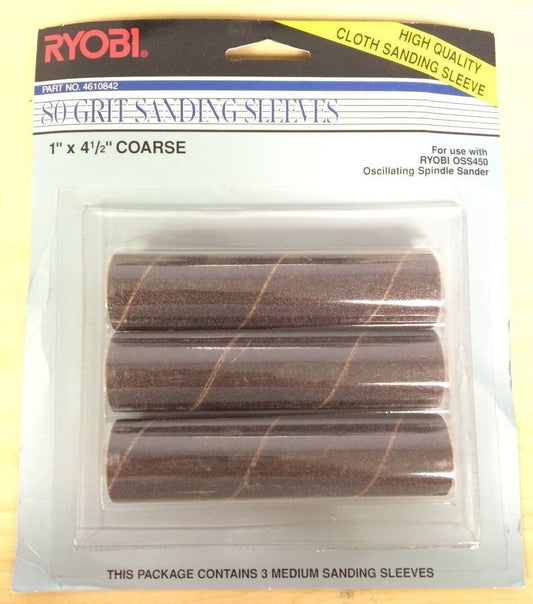 RYOBI®
HIGH QUALITY
CLOTH SANDING SLEEVE
PART NO. 4610842
80 GRIT SANDING SLEEVES
1" x 4 1/2" COARSE
For use with
RYOBI OSS450
Oscillating Spindle Sander
THIS PACKAGE CONTAINS 3 MEDIUM SANDING SLEEVES